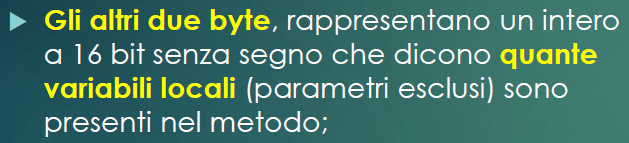 Gli altri due byte, rappresentano un intero
a 16 bit senza segno che dicono quante
variabili locali (parametri esclusi) sono
presenti nel metodo;